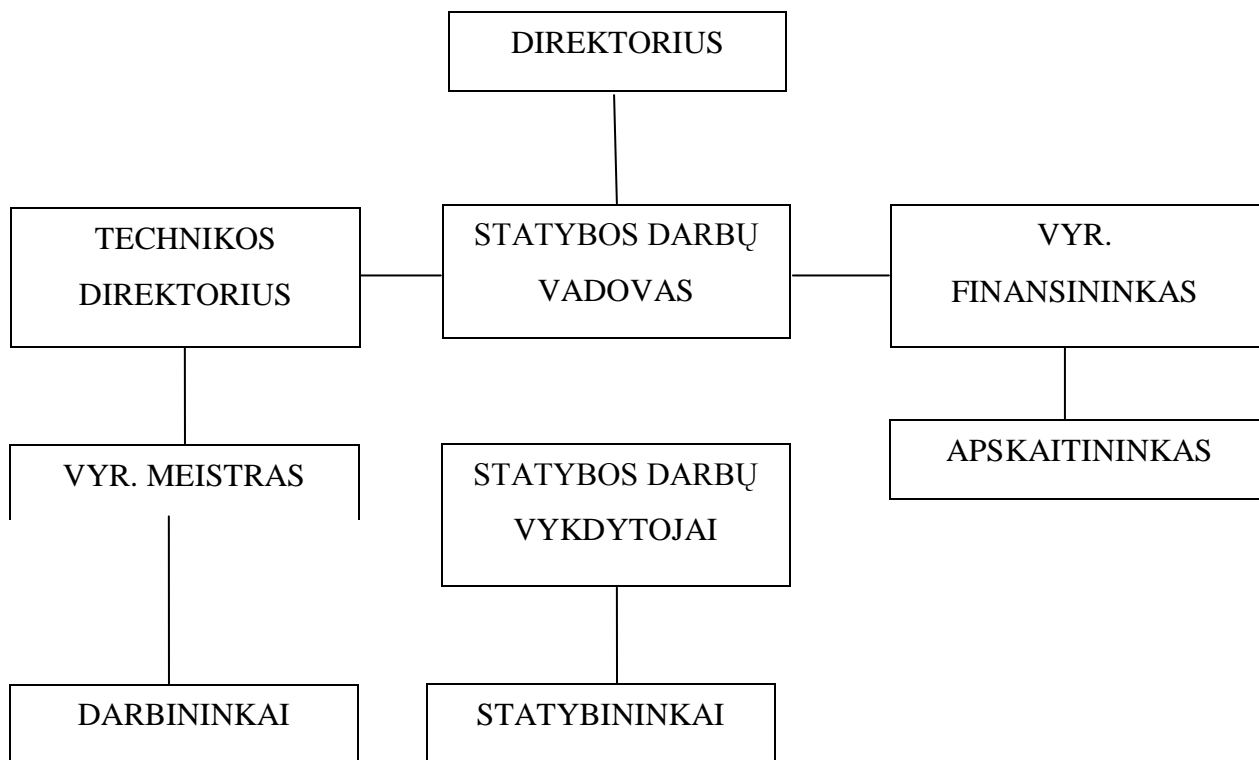 DIREKTORIUS
TECHNIKOS
DIREKTORIUS
STATYBOS DARBŲ
VADOVAS
VYR.
FINANSININKAS
VYR. MEISTRAS
STATYBOS DARBŲ
VYKDYTOJAI
APSKAITININKAS
DARBININKAI
STATYBININKAI